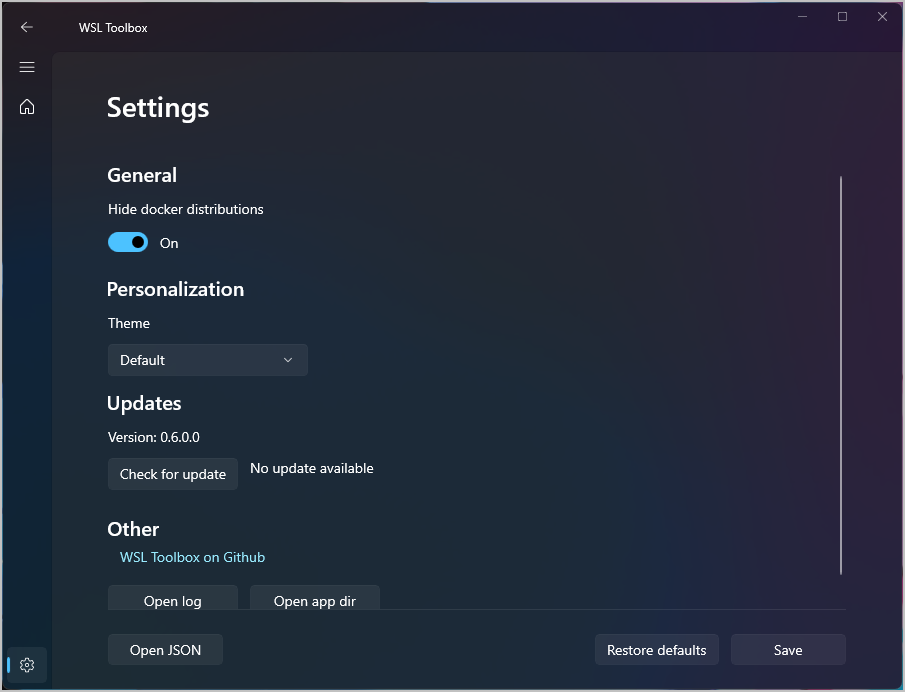 WSL Toolbox
Settings
General
Hide docker distributions
On
Personalization
Theme
Default
Updates
Version: 0.6.0.0
Check for update
No update available
Other
WSL Toolbox on Github
Open log
Open app dir
Open JSON
Restore defaults
Save